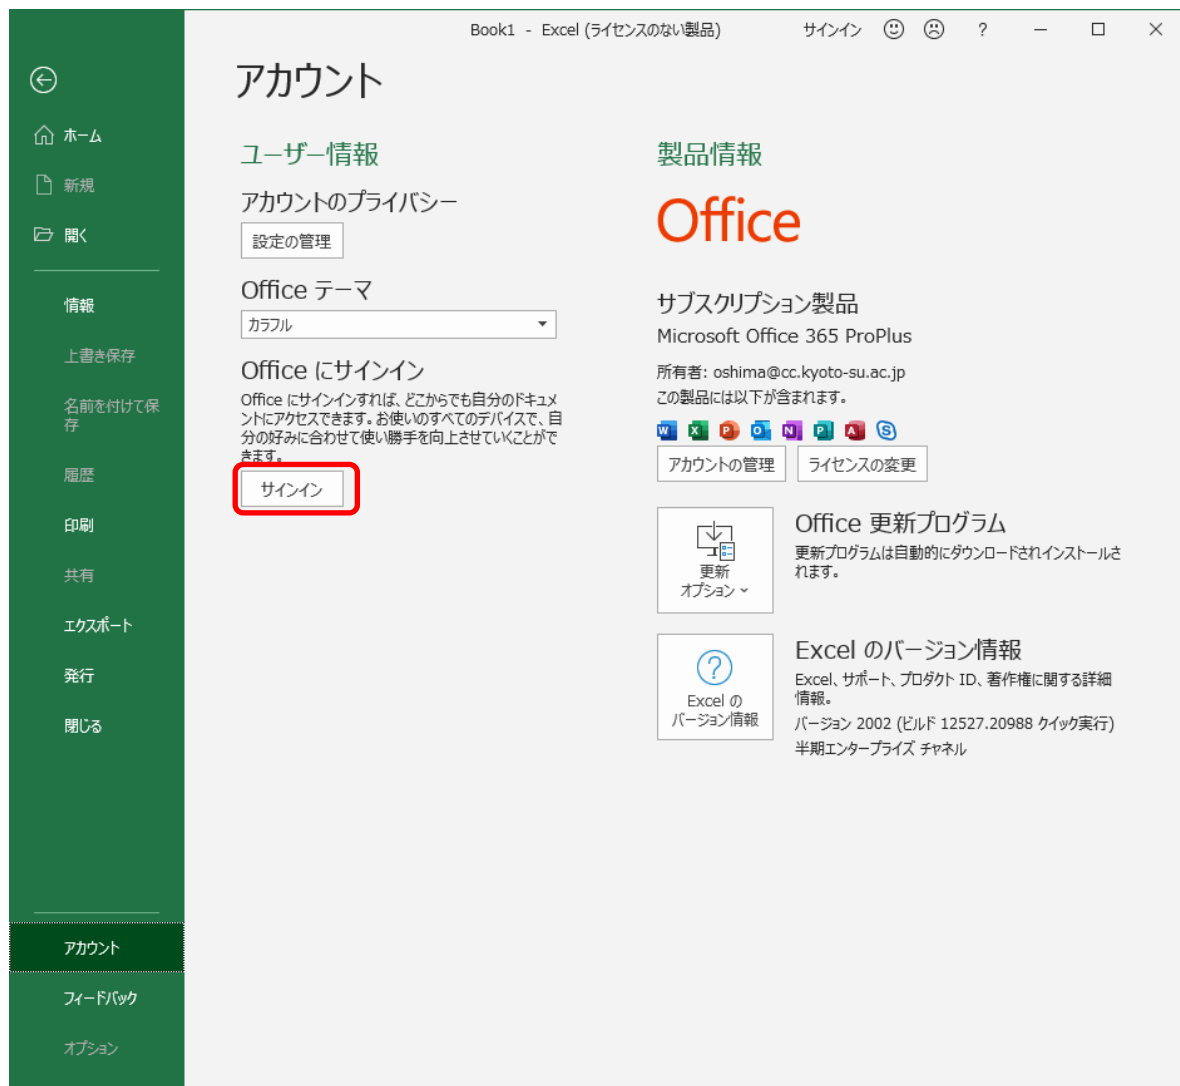 Book1 - Excel (ライセンスのない製品)
サインイン
?
アカウント
ホーム
新規
開く
情報
上書き保存
名前を付けて保
存
履歴
印刷
共有
エクスポート
発行
閉じる
アカウント
フィードバック
オプション
ユーザー情報
アカウントのプライバシー
設定の管理
Office テーマ
カラフル
Office にサインイン
Office にサインインすれば、どこからでも自分のドキュメ
ントにアクセスできます。お使いのすべてのデバイスで、自
分の好みに合わせて使い勝手を向上させていくことがで
きます。
サインイン
製品情報
Office
サブスクリプション製品
Microsoft Office 365 ProPlus
所有者: oshima@cc.kyoto-su.ac.jp
この製品には以下が含まれます。
アカウントの管理
ライセンスの変更
更新
オプション
Office 更新プログラム
更新プログラムは自動的にダウンロードされインストールさ
れます。
?
Excel の
バージョン情報
Excel のバージョン情報
Excel、サポート、プロダクト ID、著作権に関する詳細
情報。
バージョン 2002 (ビルド 12527.20988 クイック実行)
半期エンタープライズ チャネル